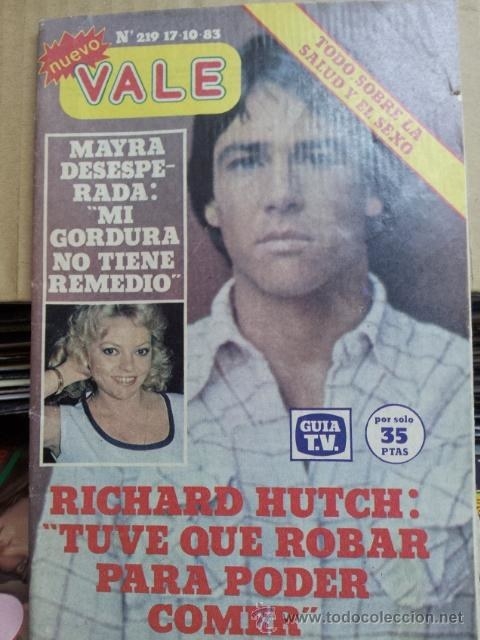 nuevo
Nº 219 17-10-83
VALE
TODO SOBRE LA
SALUD Y EL SEXO
MAYRA
DESESPE-
RADA:
"MI
GORDURA
NO TIENE
REMEDIO"
GUIA
T.V.
por solo
35
PTAS
RICHARD HUTCH:
"TUVE QUE ROBAR
PARA PODER
COMER"
www.todocoleccion.net